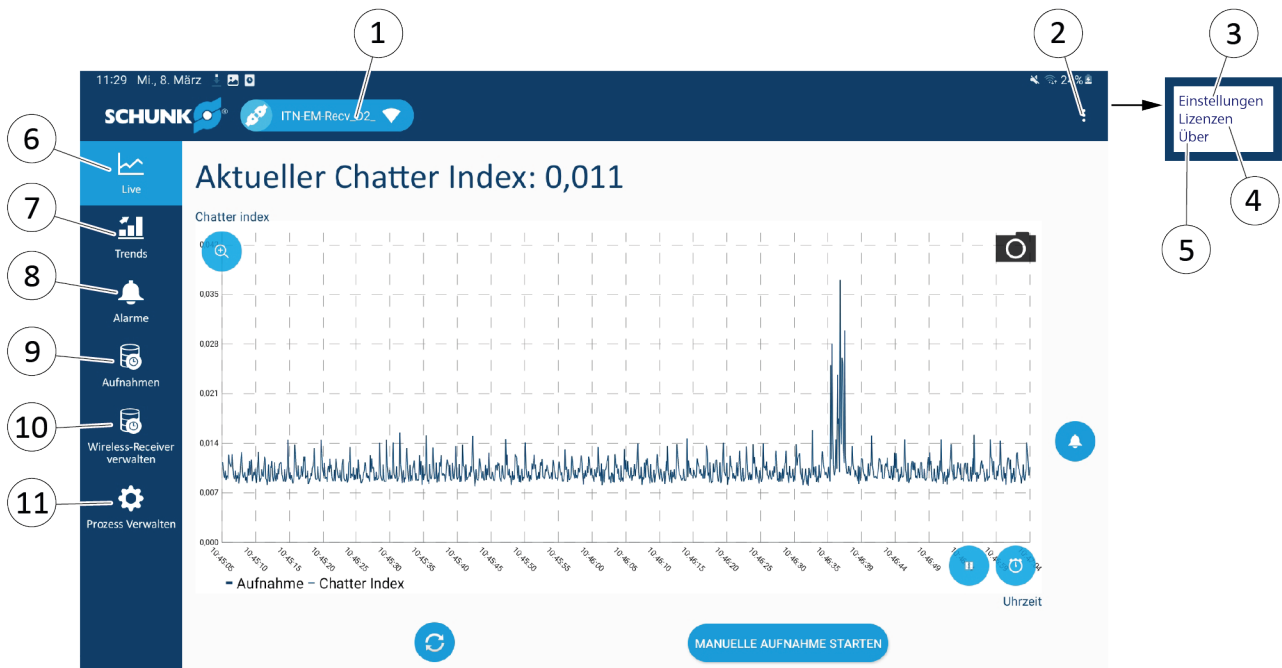 1
2
3
11:29 Mi., 8. März
24%
SCHUNK ®
ITN-EM-Recv_D2_
Einstellungen
Lizenzen
Über
4
5
6
Live
7
Trends
8
Alarme
9
Aufnahmen
10
Wireless-Receiver
verwalten
11
Prozess Verwalten
Aktueller Chatter Index: 0,011
Chatter index
0,035
0,028
0,021
0,014
0,007
0,000
10:45:05
10:45:10
10:45:15
10:45:20
10:45:25
10:45:30
10:45:35
10:45:40
10:45:45
10:45:50
10:45:55
10:46:00
10:46:05
10:46:10
10:46:15
10:46:20
10:46:25
10:46:30
10:46:35
10:46:39
10:46:44
10:46:49
Aufnahme
Chatter Index
Uhrzeit
MANUELLE AUFNAHME STARTEN